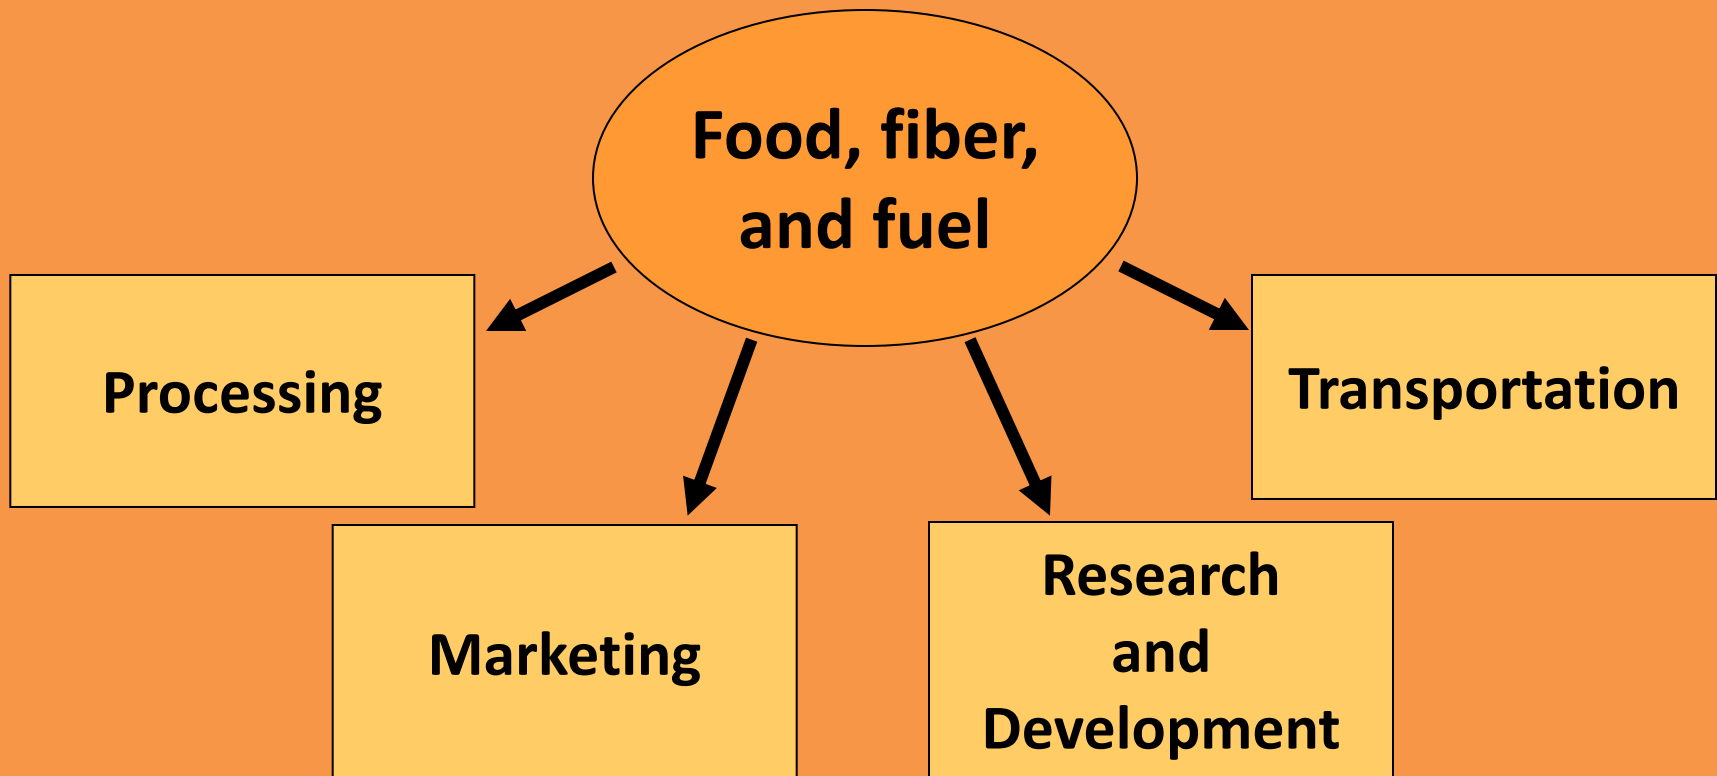 Food, fiber,
and fuel
Processing
Transportation
Marketing
Research
and
Development